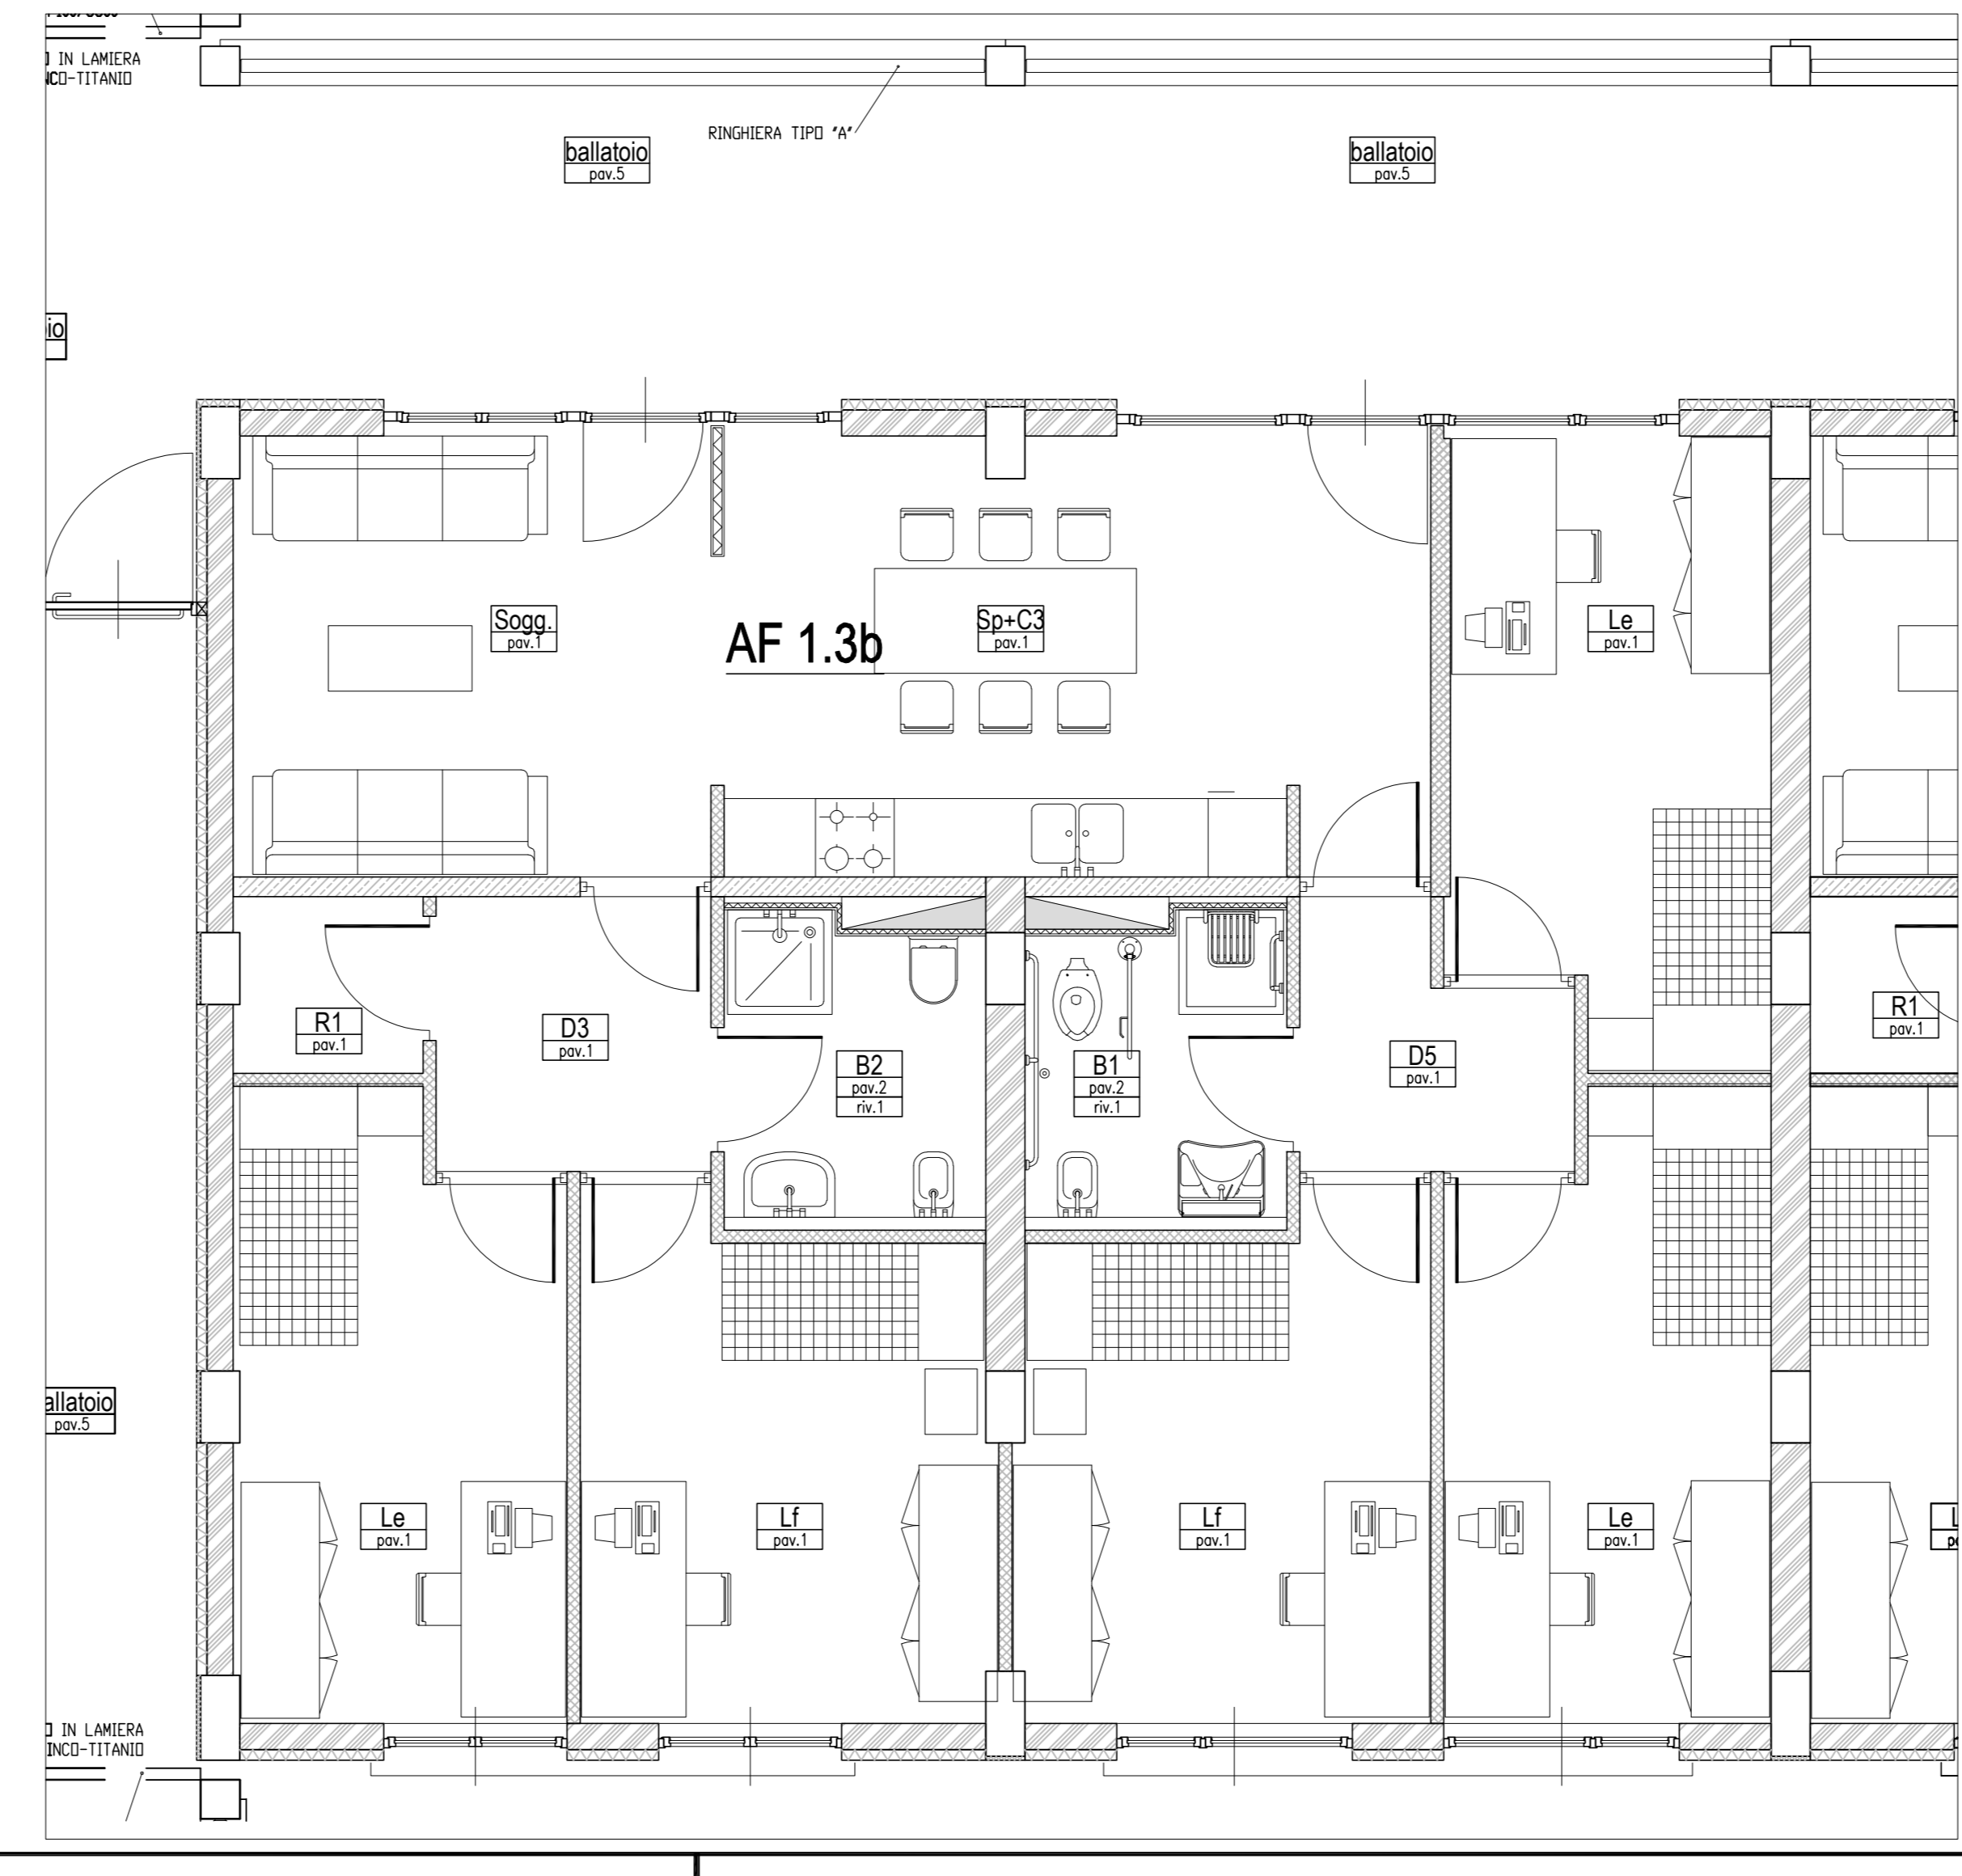 IN LAMIERA
CO-TITANIO
RINGHIERA TIPO "A"
ballatoio
pav.5
ballatoio
pav.5
io
Sogg.
pav.1
AF 1.3b
Sp+C3
pav.1
Le
pav.1
R1
pav.1
D3
pav.1
B2
pav.2
riv.1
B1
pav.2
riv.1
D5
pav.1
R1
pav.1
allatoio
pav.5
Le
pav.1
Lf
pav.1
Lf
pav.1
Le
pav.1
IN LAMIERA
INCO-TITANIO